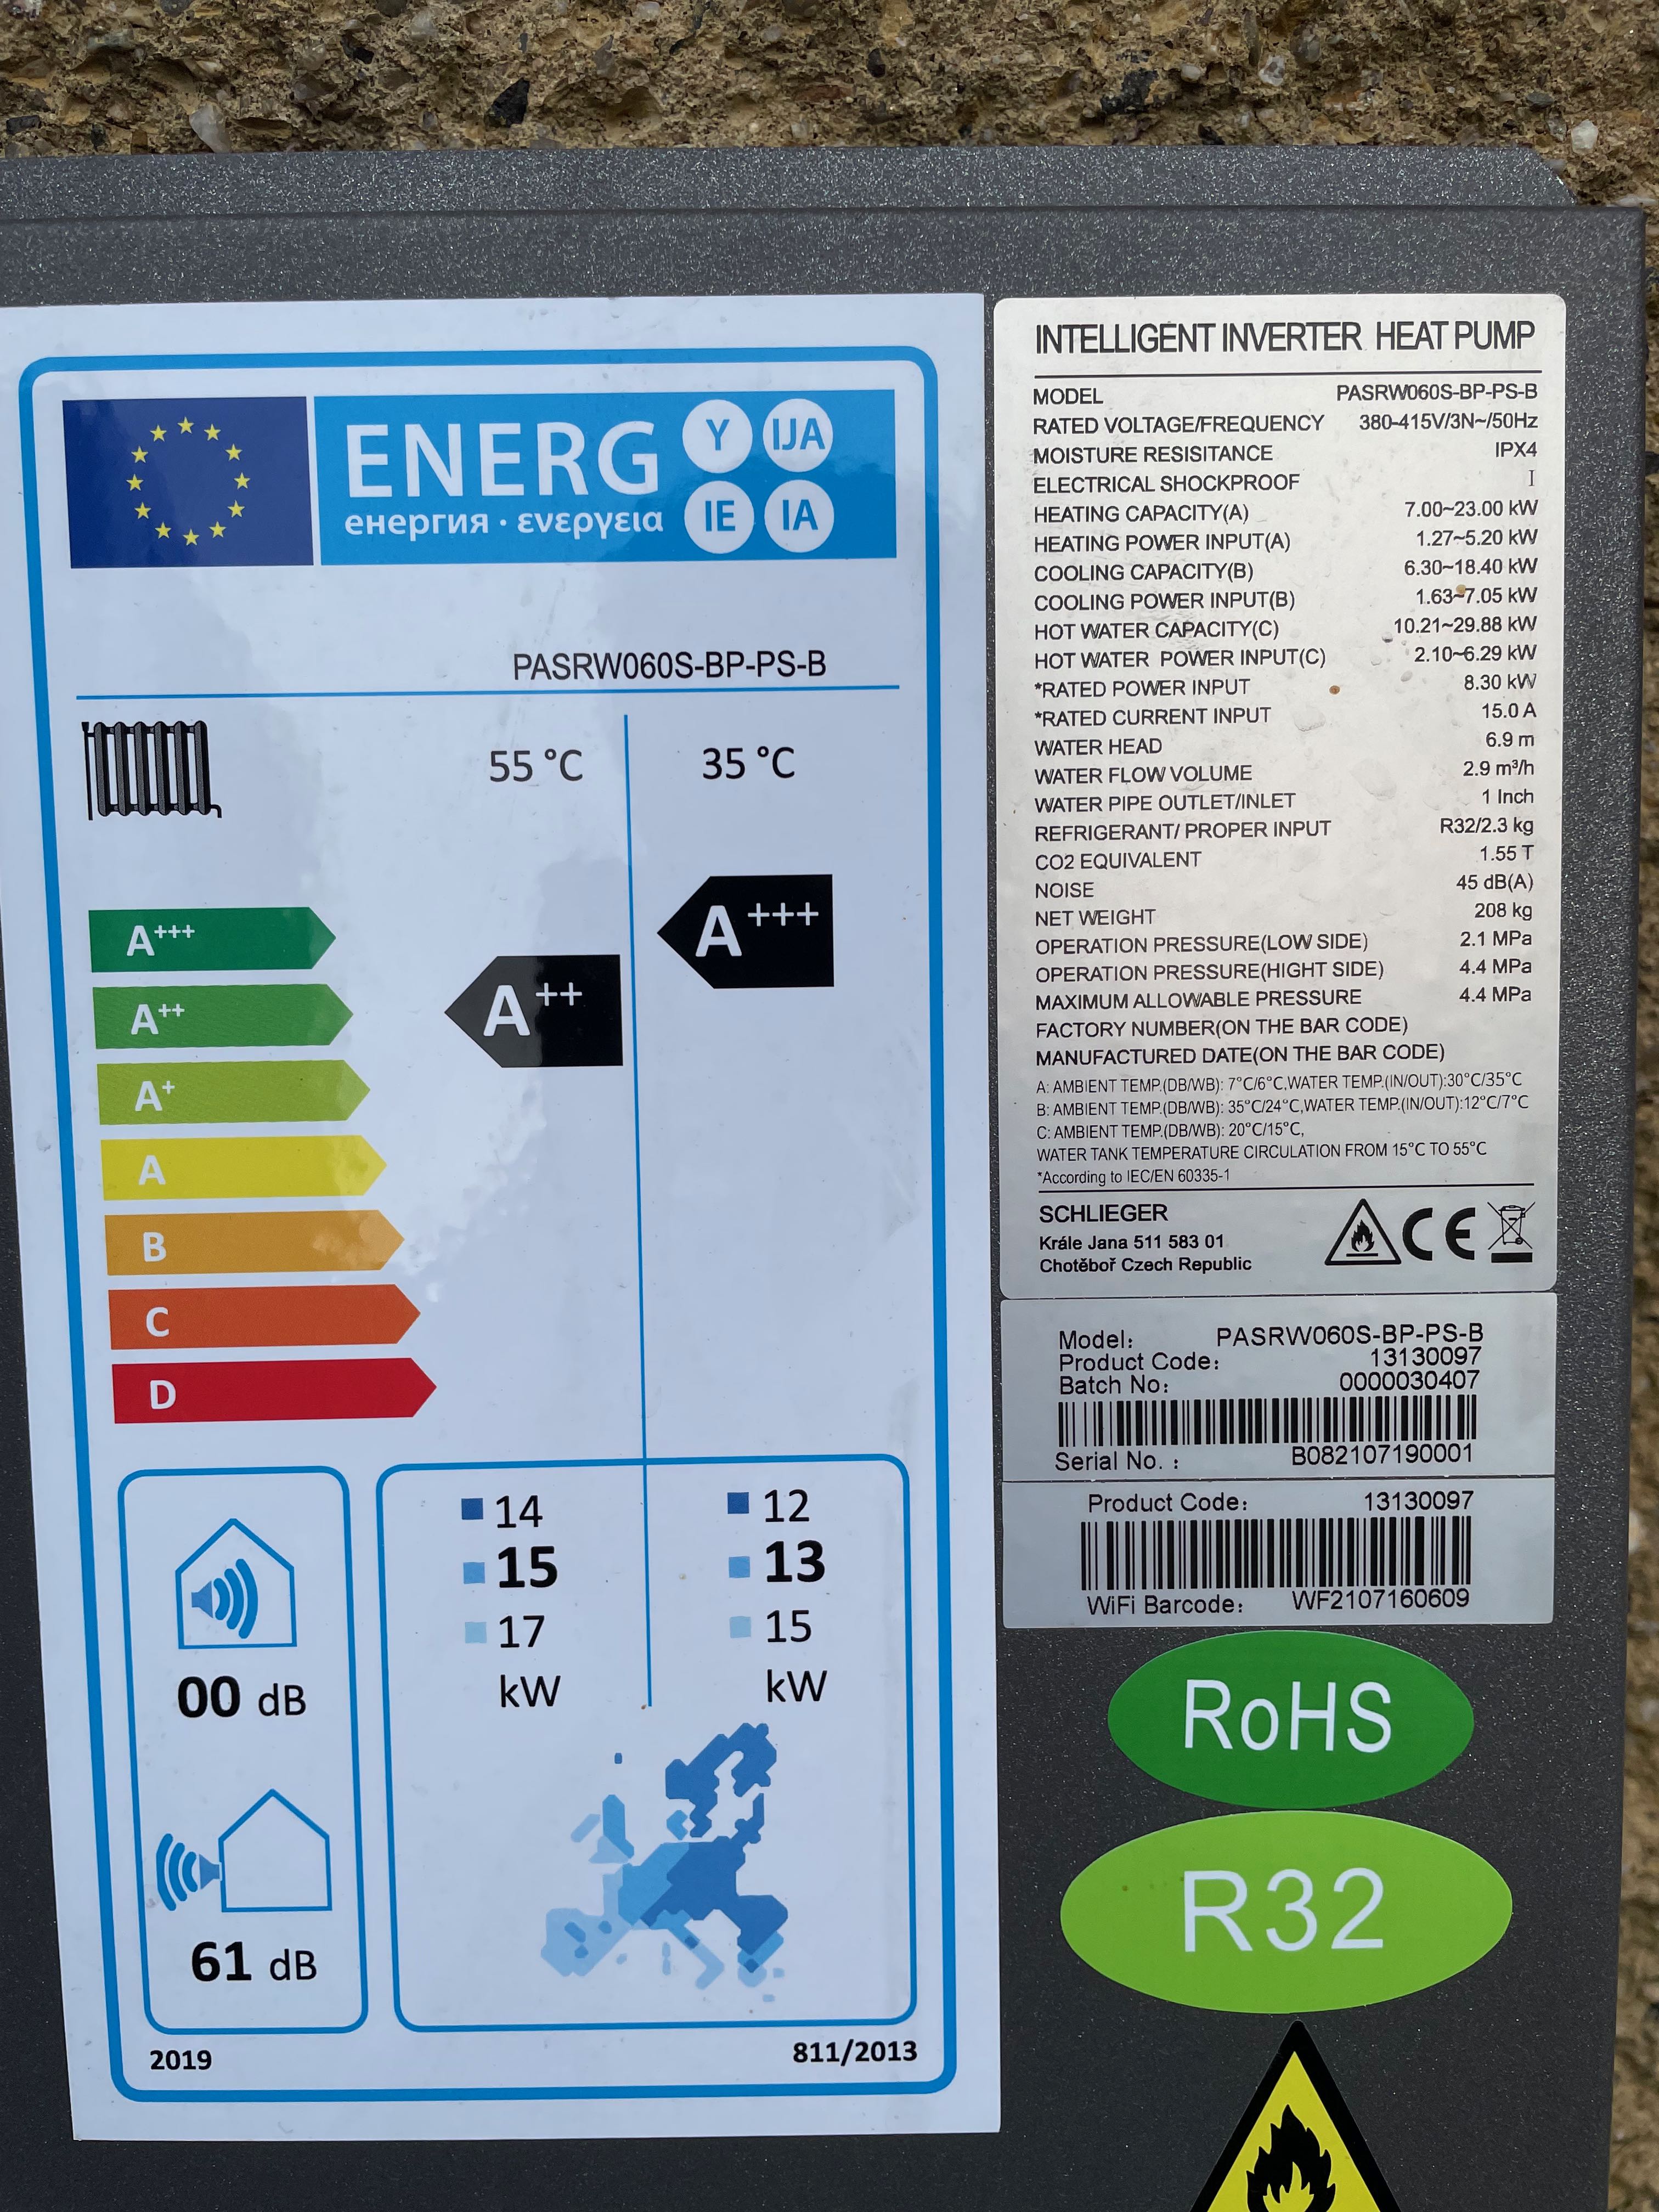 ENERG
Y IJA
IE IA
енергия · ενεργεια
PASRW060S-BP-PS-B
55 °C
35 °C
A+++
A++
A+
A
B
C
D
A++
A+++
00 dB
61 dB
14
15
17
kW
12
13
15
kW
2019
811/2013
INTELLIGENT INVERTER HEAT PUMP
MODEL PASRW060S-BP-PS-B
RATED VOLTAGE/FREQUENCY 380-415V/3N~/50Hz
MOISTURE RESISITANCE IPX4
ELECTRICAL SHOCKPROOF I
HEATING CAPACITY(A) 7.00~23.00 kW
HEATING POWER INPUT(A) 1.27~5.20 kW
COOLING CAPACITY(B) 6.30~18.40 kW
COOLING POWER INPUT(B) 1.63~7.05 kW
HOT WATER CAPACITY(C) 10.21~29.88 kW
HOT WATER POWER INPUT(C) 2.10~6.29 kW
*RATED POWER INPUT 8.30 kW
*RATED CURRENT INPUT 15.0 A
WATER HEAD 6.9 m
WATER FLOW VOLUME 2.9 m³/h
WATER PIPE OUTLET/INLET 1 Inch
REFRIGERANT/ PROPER INPUT R32/2.3 kg
CO2 EQUIVALENT 1.55 T
NOISE 45 dB(A)
NET WEIGHT 208 kg
OPERATION PRESSURE(LOW SIDE) 2.1 MPa
OPERATION PRESSURE(HIGHT SIDE) 4.4 MPa
MAXIMUM ALLOWABLE PRESSURE 4.4 MPa
FACTORY NUMBER(ON THE BAR CODE)
MANUFACTURED DATE(ON THE BAR CODE)
A: AMBIENT TEMP.(DB/WB): 7°C/6°C,WATER TEMP.(IN/OUT):30°C/35°C
B: AMBIENT TEMP.(DB/WB): 35°C/24°C,WATER TEMP.(IN/OUT):12°C/7°C
C: AMBIENT TEMP.(DB/WB): 20°C/15°C,
WATER TANK TEMPERATURE CIRCULATION FROM 15°C TO 55°C
*According to IEC/EN 60335-1
SCHLIEGER
Krále Jana 511 583 01
Chotěboř Czech Republic
CE
Model: PASRW060S-BP-PS-B
Product Code: 13130097
Batch No: 0000030407
Serial No. : B082107190001
Product Code: 13130097
WiFi Barcode: WF2107160609
RoHS
R32